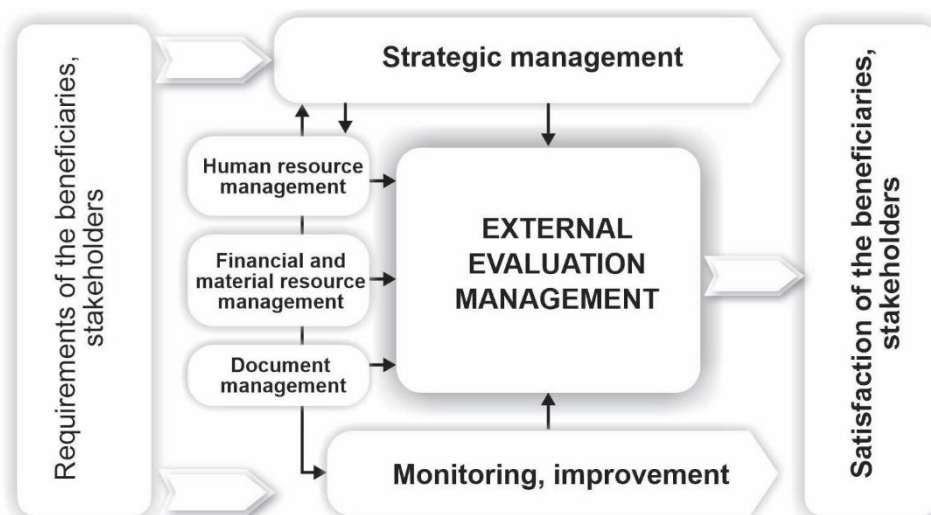 Requirements of the beneficiaries,
stakeholders
Strategic management
Human resource
management
Financial and
material resource
management
Document
management
EXTERNAL
EVALUATION
MANAGEMENT
Monitoring, improvement
Satisfaction of the beneficiaries,
stakeholders